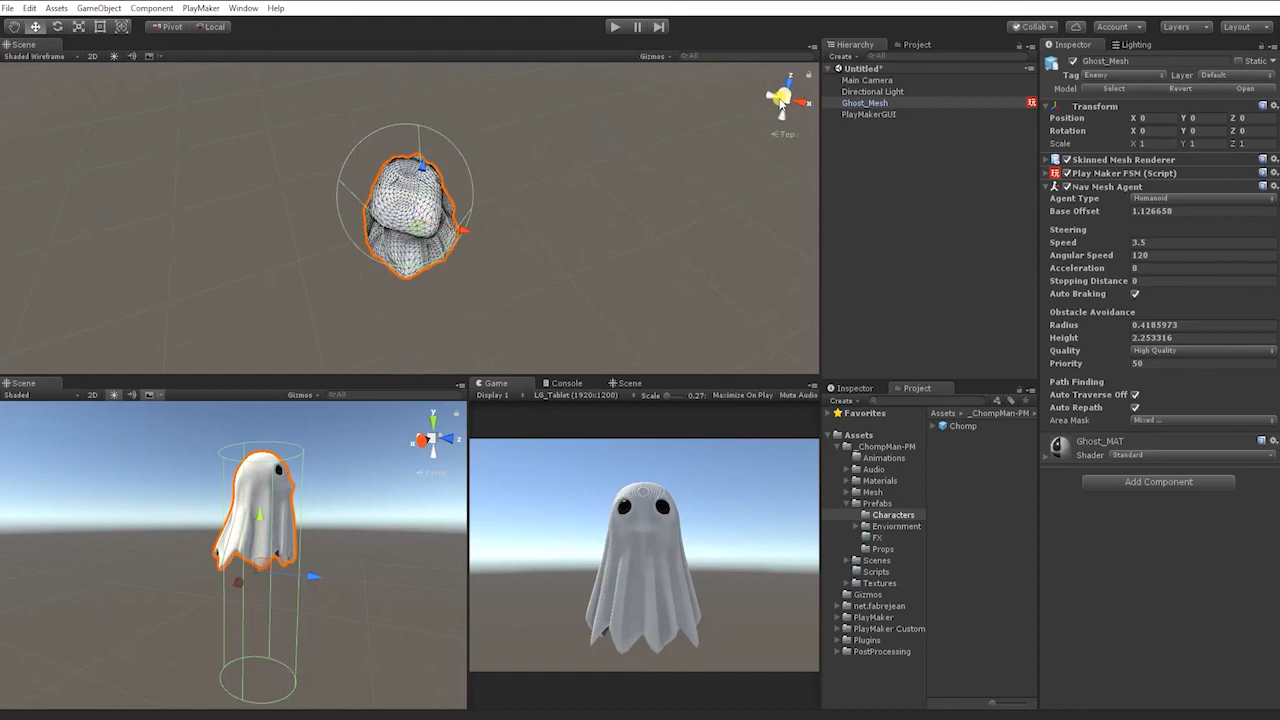 File Edit Assets GameObject Component PlayMaker Window Help
Pivot Local Collab Account Layers Layout
Scene
Shaded Wireframe 2D Gizmos All
z
x
Top
Scene
Shaded 2D Gizmos All
y
x z
Persp
Game Console Scene
Display 1 LG_Tablet (1920x1200) Scale 0.27: Maximize On Play Mute Audio
Hierarchy Project
Create All
Untitled*
Main Camera
Directional Light
Ghost_Mesh
PlayMakerGUI
Inspector Project
Create
Favorites
Assets
_ChompMan-PM
Animations
Audio
Materials
Mesh
Prefabs
Characters
Enviornment
FX
Props
Scenes
Scripts
Textures
Gizmos
net.fabrejean
PlayMaker
PlayMaker Custom
Plugins
PostProcessing
Assets _ChompMan-PM
Chomp
Inspector Lighting
Ghost_Mesh Static
Tag Enemy Layer Default
Model Select Revert Open
Transform
Position X 0 Y 0 Z 0
Rotation X 0 Y 0 Z 0
Scale X 1 Y 1 Z 1
Skinned Mesh Renderer
Play Maker FSM (Script)
Nav Mesh Agent
Agent Type Humanoid
Base Offset 1.126658
Steering
Speed 3.5
Angular Speed 120
Acceleration 8
Stopping Distance 0
Auto Braking
Obstacle Avoidance
Radius 0.4185973
Height 2.253316
Quality High Quality
Priority 50
Path Finding
Auto Traverse Off
Auto Repath
Area Mask Mixed ...
Ghost_MAT
Shader Standard
Add Component